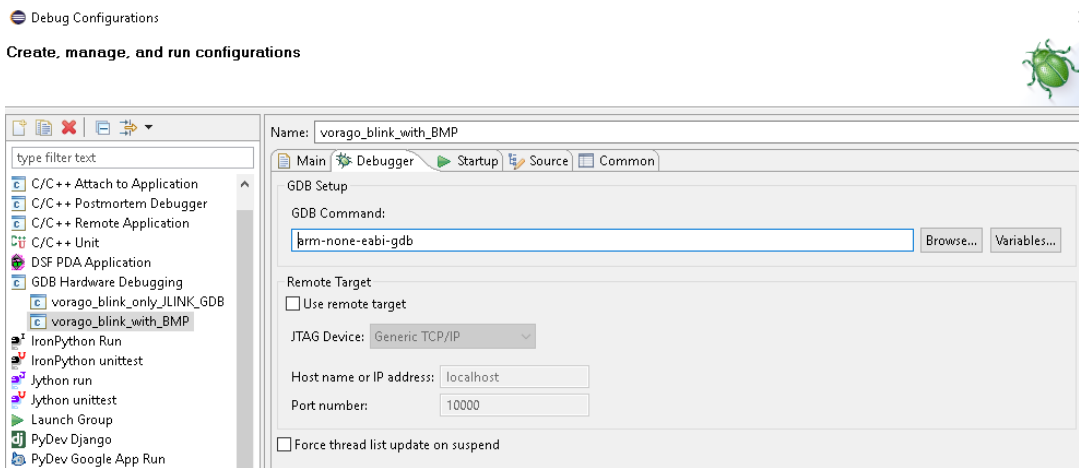 Debug Configurations
Create, manage, and run configurations
type filter text
C/C++ Attach to Application
C/C++ Postmortem Debugger
C/C++ Remote Application
C/C++ Unit
DSF PDA Application
GDB Hardware Debugging
vorago_blink_only_JLINK_GDB
vorago_blink_with_BMP
IronPython Run
IronPython unittest
Jython run
Jython unittest
Launch Group
PyDev Django
PyDev Google App Run
Name: vorago_blink_with_BMP
Main Debugger Startup Source Common
GDB Setup
GDB Command:
arm-none-eabi-gdb Browse... Variables...
Remote Target
Use remote target
JTAG Device: Generic TCP/IP
Host name or IP address: localhost
Port number: 10000
Force thread list update on suspend